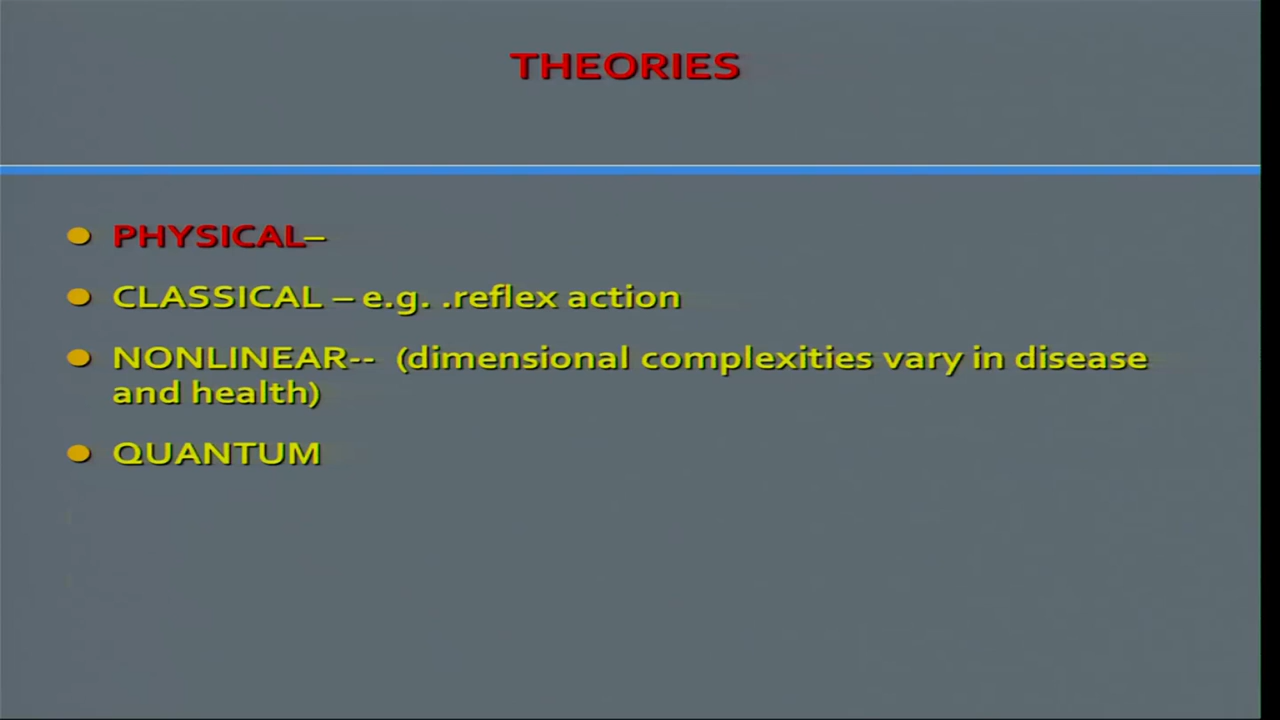 THEORIES
PHYSICAL–
CLASSICAL – e.g. .reflex action
NONLINEAR-- (dimensional complexities vary in disease
and health)
QUANTUM